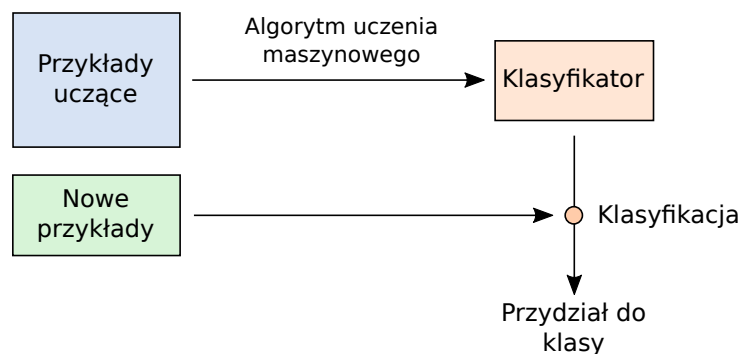 Przykłady
uczące
Algorytm uczenia
maszynowego
Klasyfikator
Nowe
przykłady
Klasyfikacja
Przydział do
klasy